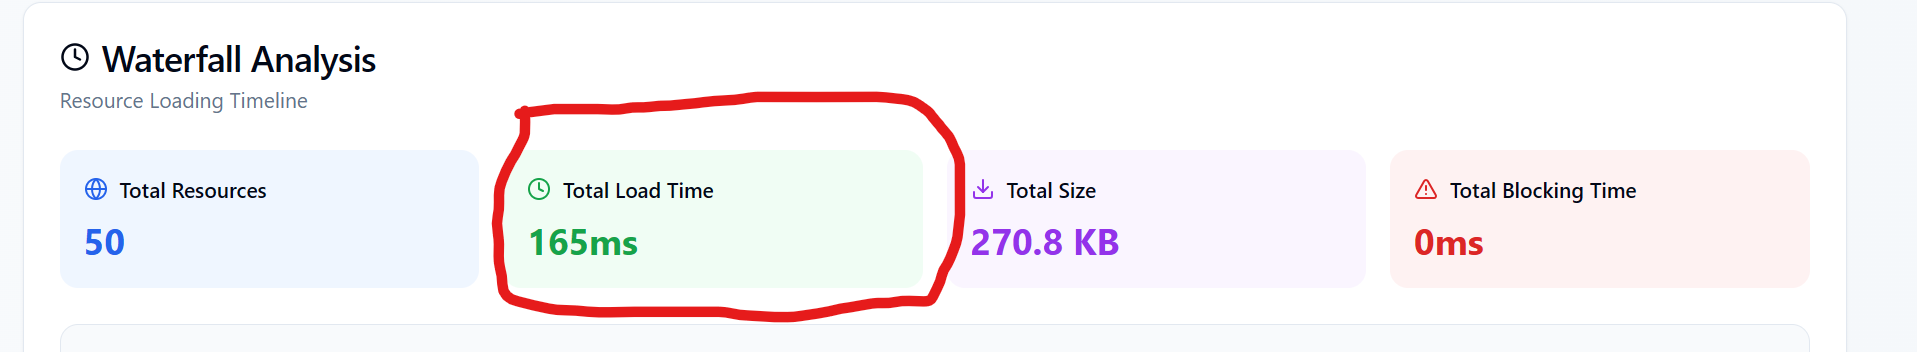 Waterfall Analysis
Resource Loading Timeline
Total Resources
50
Total Load Time
165ms
Total Size
270.8 KB
Total Blocking Time
0ms